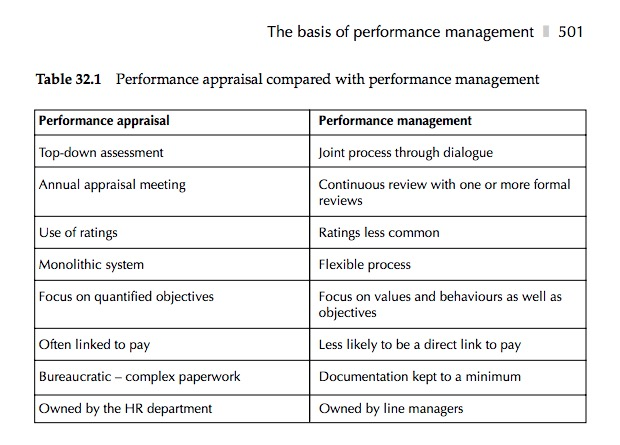 The basis of performance management 501
Table 32.1 Performance appraisal compared with performance management
Performance appraisal Performance management
Top-down assessment Joint process through dialogue
Annual appraisal meeting Continuous review with one or more formal
reviews
Use of ratings Ratings less common
Monolithic system Flexible process
Focus on quantified objectives Focus on values and behaviours as well as
objectives
Often linked to pay Less likely to be a direct link to pay
Bureaucratic – complex paperwork Documentation kept to a minimum
Owned by the HR department Owned by line managers